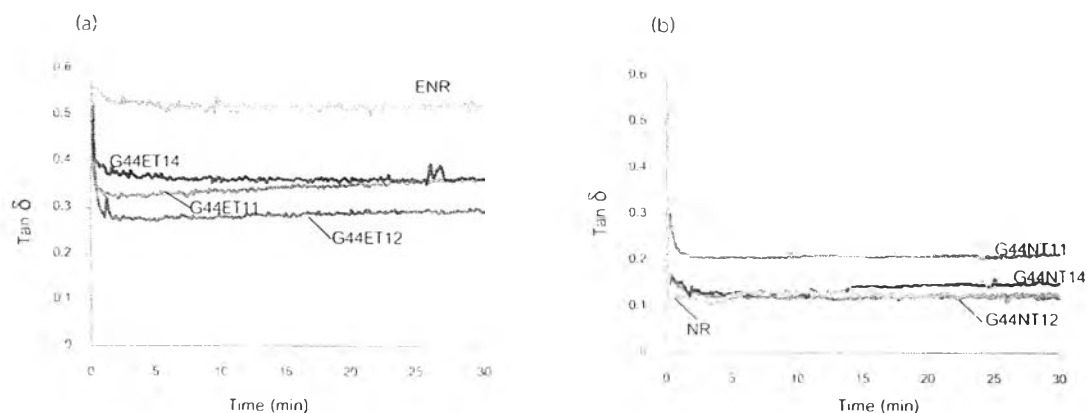 (a)
0.6
ENR
0.5
0.4
G44ET14
0.3
G44ET11
G44ET12
0.2
0.1
0
Tan δ
0 5 10 15 20 25 30
Time (min)
(b)
0.6
0.5
0.4
0.3
G44NT11
0.2
G44NT14
0.1
NR
G44NT12
0
Tan δ
0 5 10 15 20 25 30
Time (min)